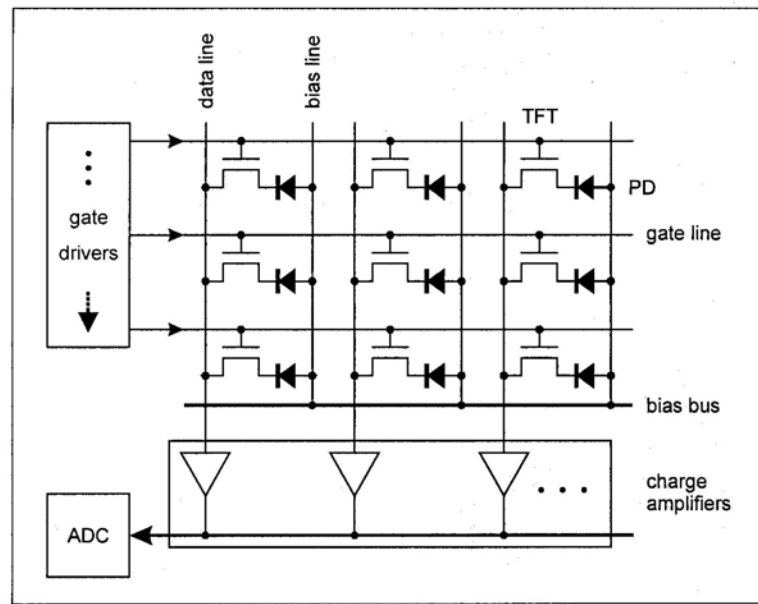 data line
bias line
TFT
PD
gate
drivers
gate line
bias bus
charge
amplifiers
ADC